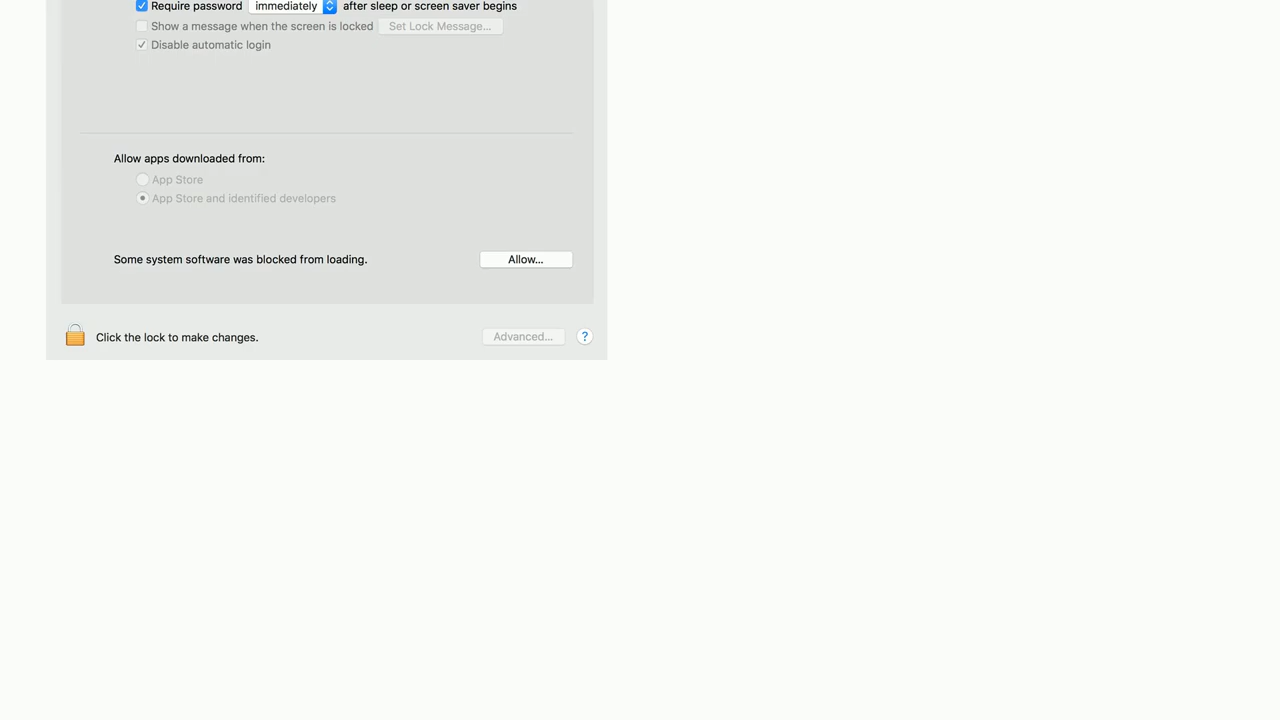 Require password immediately after sleep or screen saver begins
Show a message when the screen is locked Set Lock Message...
Disable automatic login
Allow apps downloaded from:
App Store
App Store and identified developers
Some system software was blocked from loading. Allow...
Click the lock to make changes. Advanced... ?